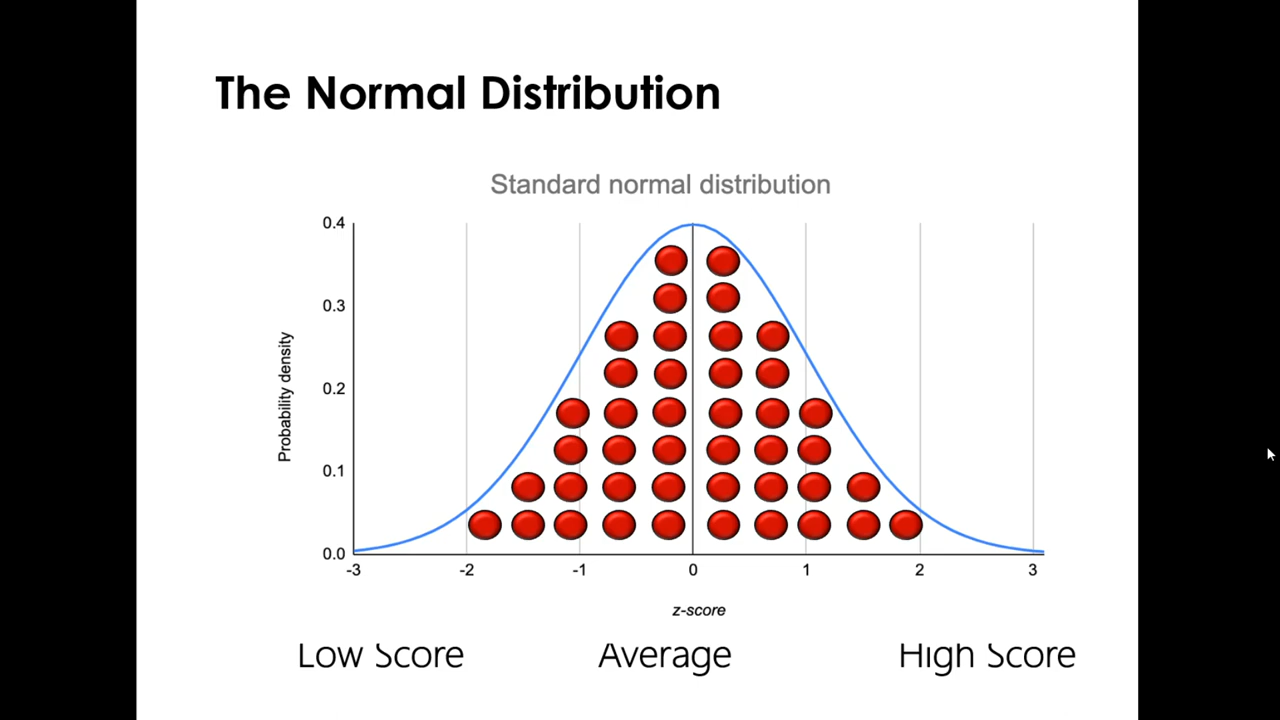 The Normal Distribution
Standard normal distribution
0.4
0.3
0.2
0.1
0.0
Probability density
-3 -2 -1 0 1 2 3
z-score
Low Score Average High Score